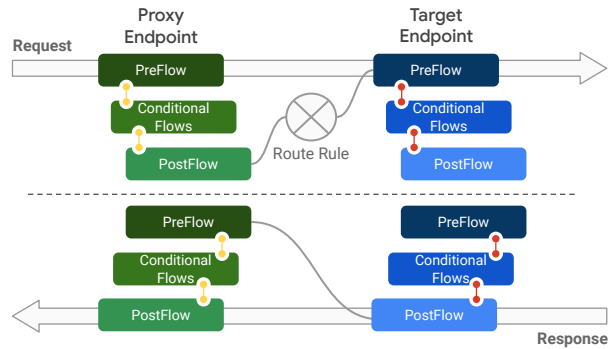 Proxy
Endpoint
Target
Endpoint
Request
PreFlow
PreFlow
Conditional
Flows
Conditional
Flows
Route Rule
PostFlow
PostFlow
PreFlow
PreFlow
Conditional
Flows
Conditional
Flows
PostFlow
PostFlow
Response